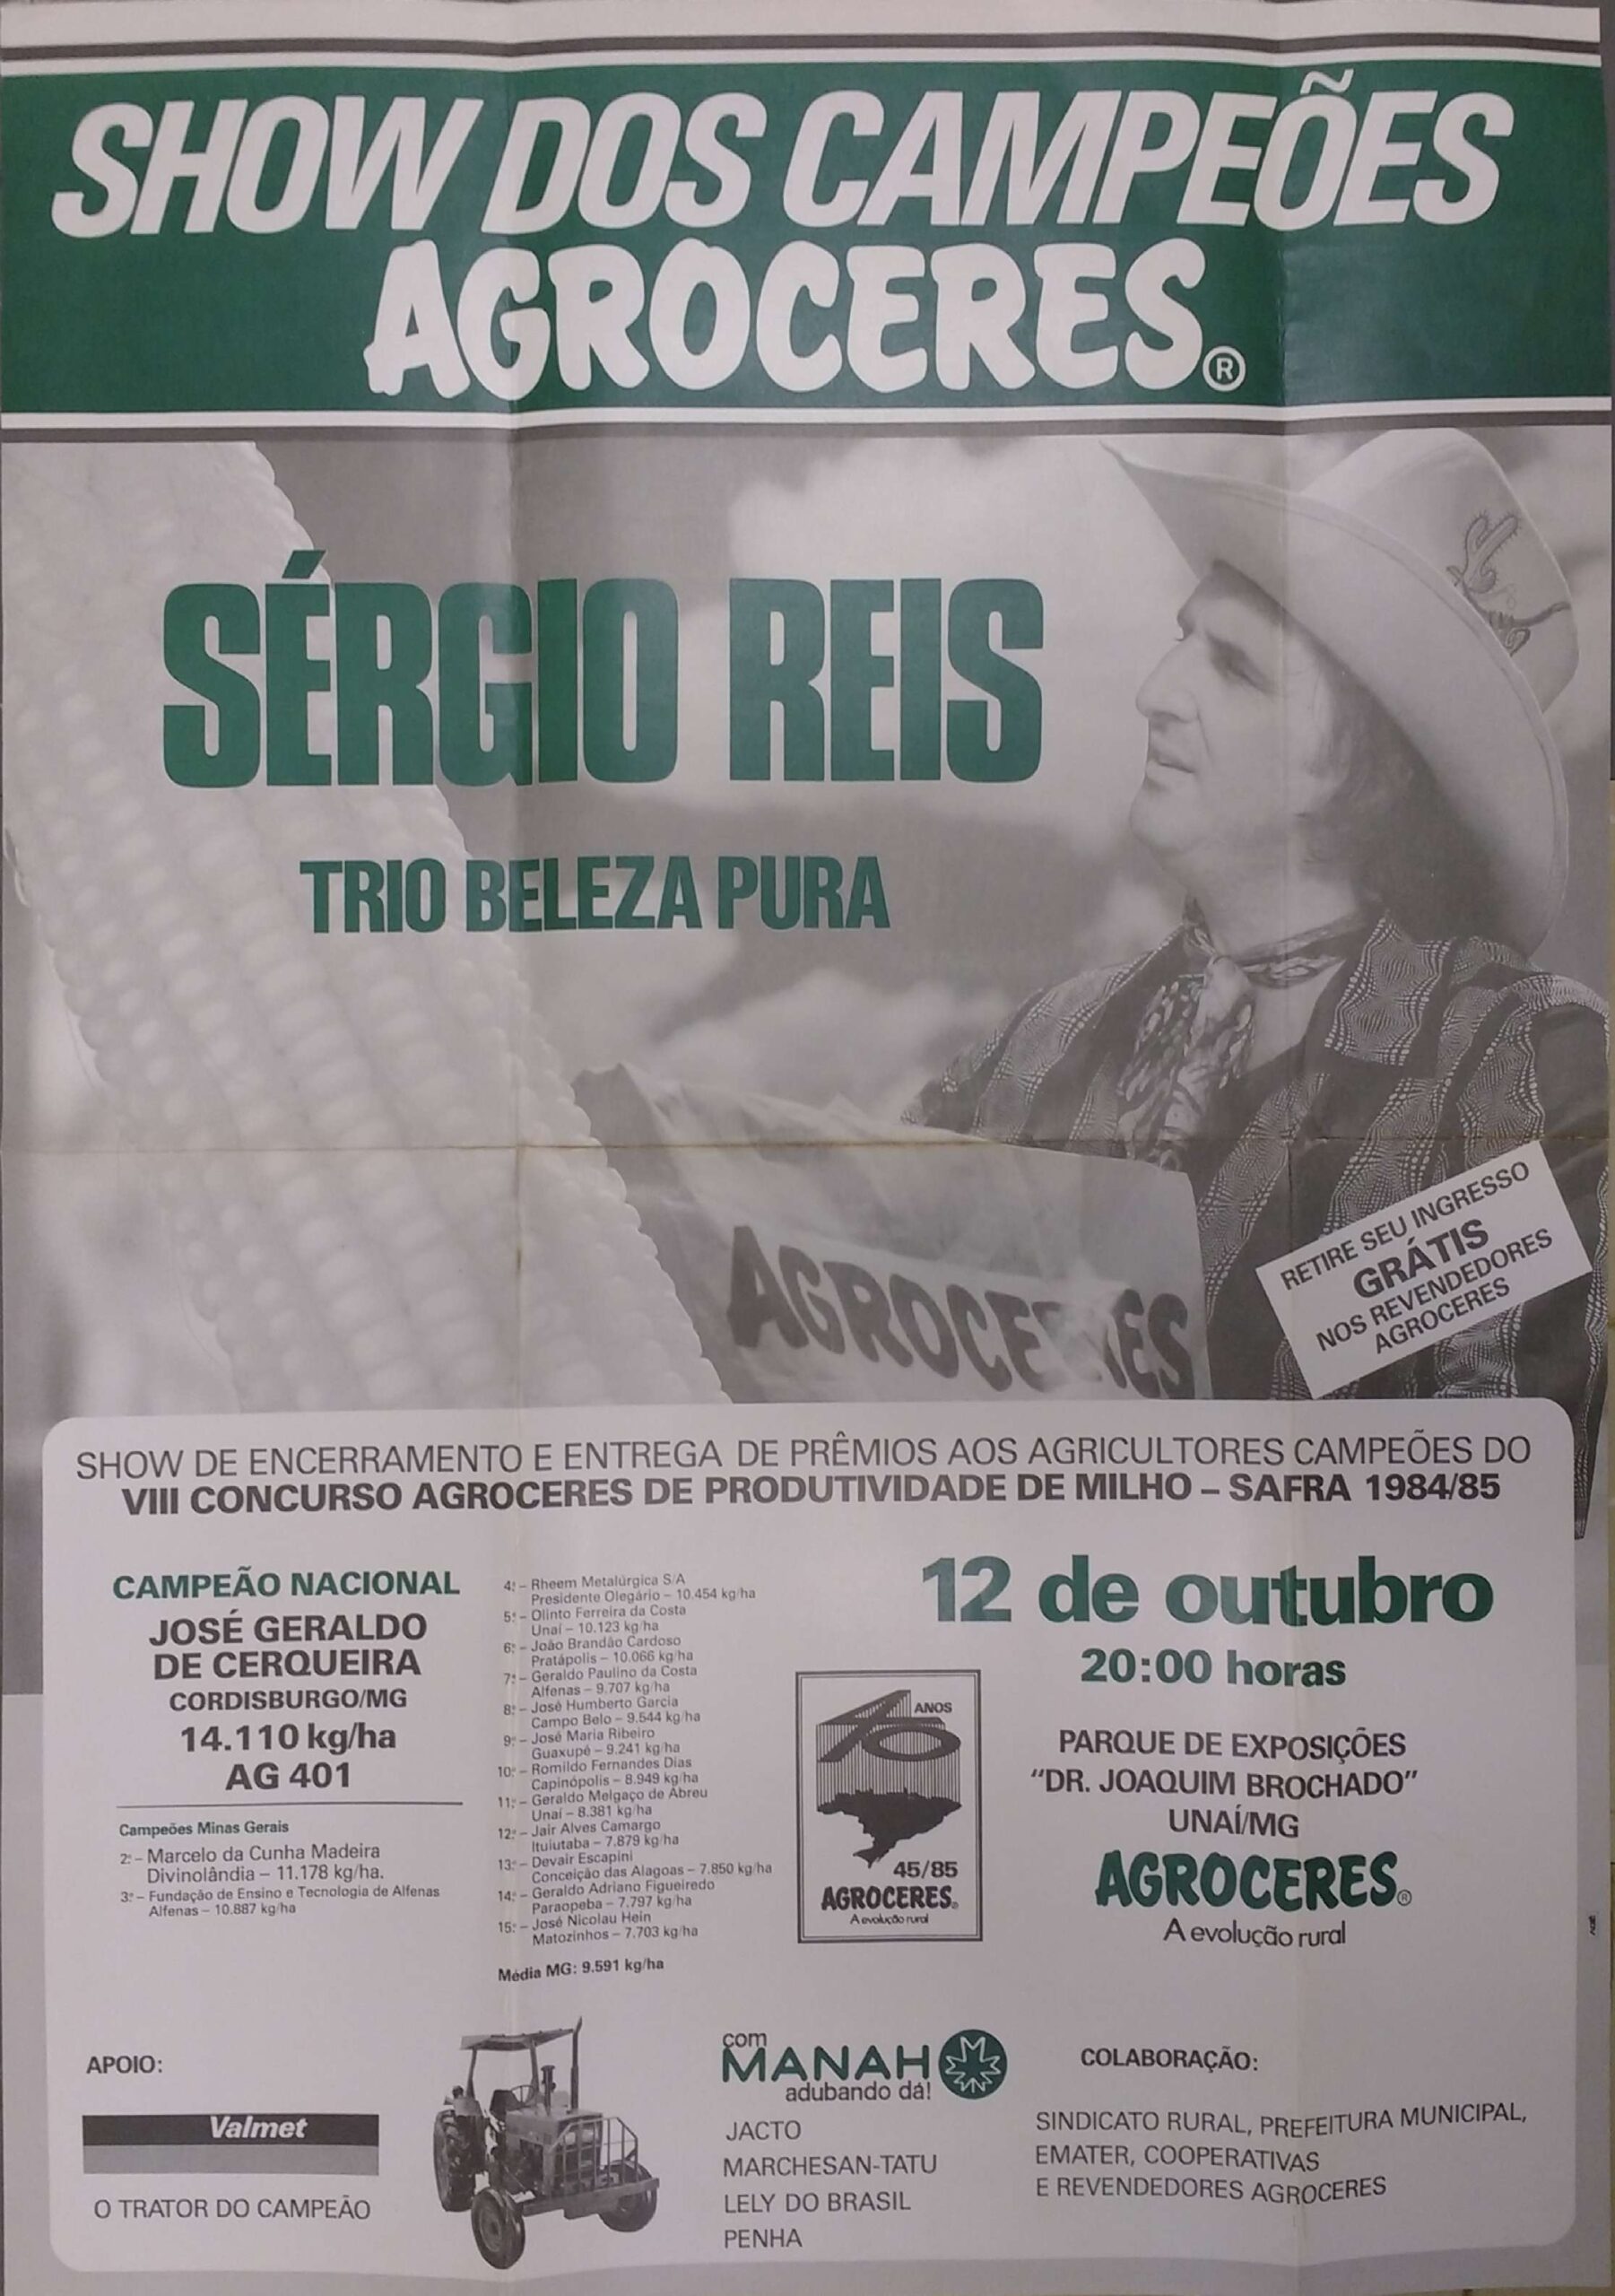 SHOW DOS CAMPEÕES
AGROCERES®
SÉRGIO REIS
TRIO BELEZA PURA
AGROCERES
RETIRE SEU INGRESSO
GRÁTIS
NOS REVENDEDORES
AGROCERES
SHOW DE ENCERRAMENTO E ENTREGA DE PRÊMIOS AOS AGRICULTORES CAMPEÕES DO
VIII CONCURSO AGROCERES DE PRODUTIVIDADE DE MILHO – SAFRA 1984/85
CAMPEÃO NACIONAL
JOSÉ GERALDO
DE CERQUEIRA
CORDISBURGO/MG
14.110 kg/ha
AG 401
Campeões Minas Gerais
2º – Marcelo da Cunha Madeira
Divinolândia – 11.178 kg/ha.
3º – Fundação de Ensino e Tecnologia de Alfenas
Alfenas – 10.887 kg/ha
4º – Rheem Metalúrgica S/A
Presidente Olegário – 10.454 kg/ha
5º – Olinto Ferreira da Costa
Unaí – 10.123 kg/ha
6º – João Brandão Cardoso
Pratápolis – 10.066 kg/ha
7º – Geraldo Paulino da Costa
Alfenas – 9.707 kg/ha
8º – José Humberto Garcia
Campo Belo – 9.544 kg/ha
9º – José Maria Ribeiro
Guaxupé – 9.241 kg/ha
10º – Romildo Fernandes Dias
Capinópolis – 8.949 kg/ha
11º – Geraldo Melgaço de Abreu
Unaí – 8.381 kg/ha
12º – Jair Alves Camargo
Ituiutaba – 7.879 kg/ha
13º – Devair Escapini
Conceição das Alagoas – 7.850 kg/ha
14º – Geraldo Adriano Figueiredo
Paraopeba – 7.797 kg/ha
15º – José Nicolau Hein
Matozinhos – 7.703 kg/ha
Média MG: 9.591 kg/ha
40 ANOS
45/85
AGROCERES®
A evolução rural
12 de outubro
20:00 horas
PARQUE DE EXPOSIÇÕES
"DR. JOAQUIM BROCHADO"
UNAÍ/MG
AGROCERES®
A evolução rural
APOIO:
Valmet
O TRATOR DO CAMPEÃO
com
MANAH
adubando dá!
JACTO
MARCHESAN-TATU
LELY DO BRASIL
PENHA
COLABORAÇÃO:
SINDICATO RURAL, PREFEITURA MUNICIPAL,
EMATER, COOPERATIVAS
E REVENDEDORES AGROCERES